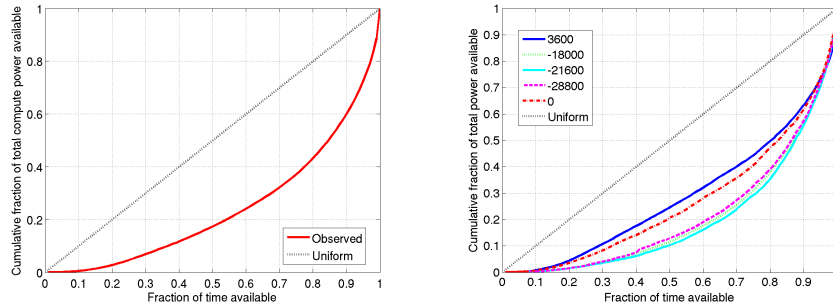 Cumulative fraction of total compute power available
1
0.8
0.6
0.4
0.2
0
0 0.1 0.2 0.3 0.4 0.5 0.6 0.7 0.8 0.9 1
Fraction of time available
Observed
Uniform
Cumulative fraction of total power available
1
0.9
0.8
0.7
0.6
0.5
0.4
0.3
0.2
0.1
0
0 0.1 0.2 0.3 0.4 0.5 0.6 0.7 0.8 0.9
Fraction of time available
3600
-18000
-21600
-28800
0
Uniform